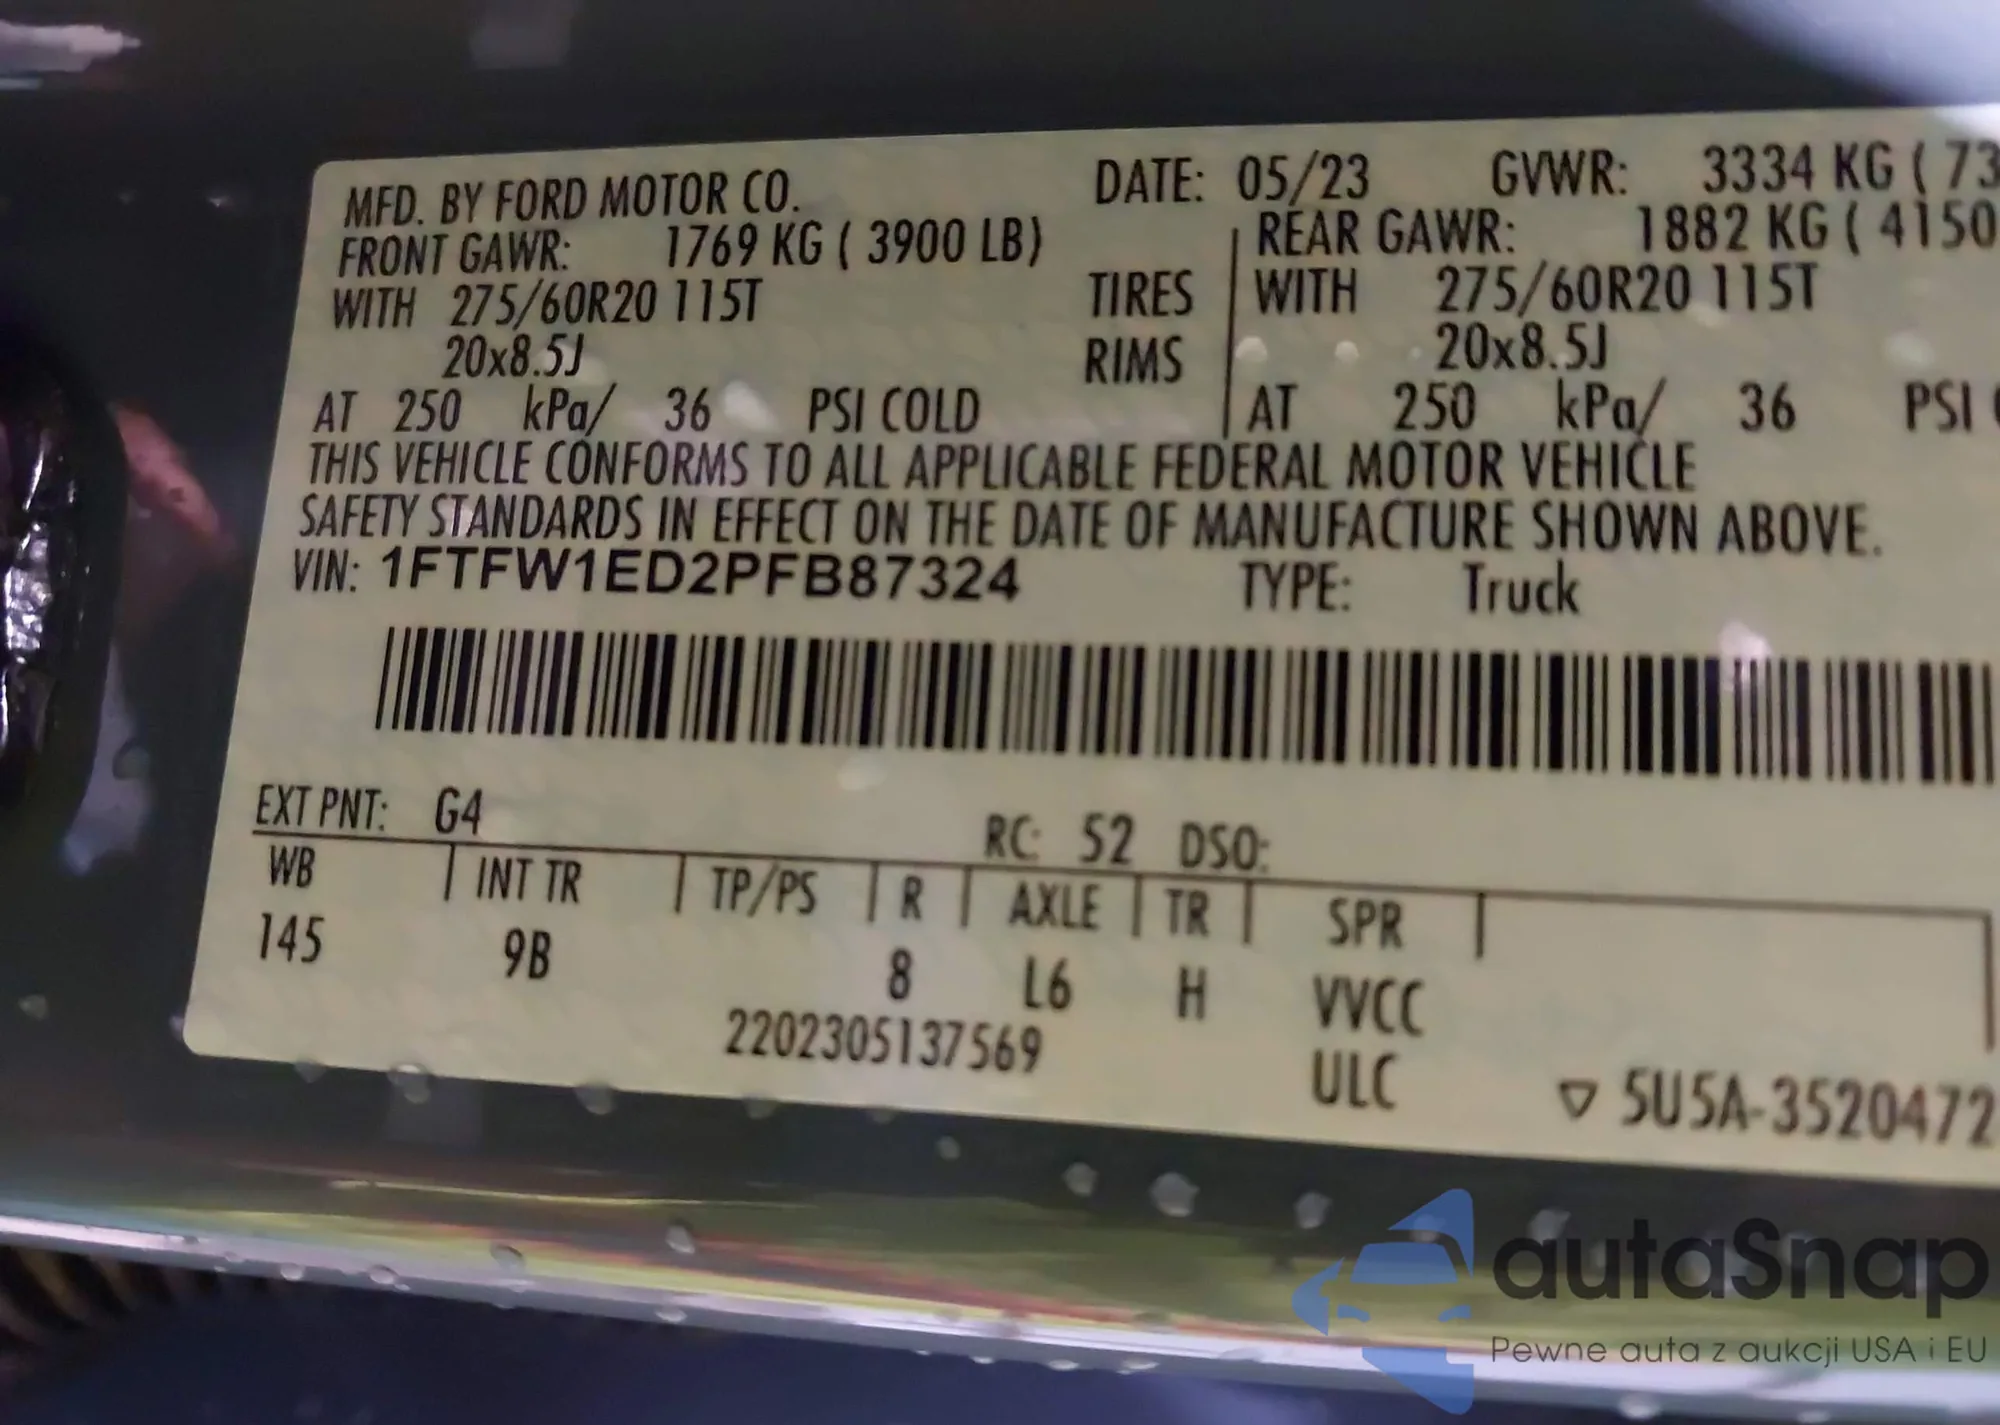 MFD. BY FORD MOTOR CO. DATE: 05/23 GVWR: 3334 KG ( 73
FRONT GAWR: 1769 KG ( 3900 LB) REAR GAWR: 1882 KG ( 4150
WITH 275/60R20 115T TIRES WITH 275/60R20 115T
20x8.5J RIMS 20x8.5J
AT 250 kPa/ 36 PSI COLD AT 250 kPa/ 36 PSI
THIS VEHICLE CONFORMS TO ALL APPLICABLE FEDERAL MOTOR VEHICLE
SAFETY STANDARDS IN EFFECT ON THE DATE OF MANUFACTURE SHOWN ABOVE.
VIN: 1FTFW1ED2PFB87324 TYPE: Truck
EXT PNT: G4 RC: 52 DSO:
WB INT TR TP/PS R AXLE TR SPR
145 9B 8 L6 H VVCC
2202305137569 ULC ▽ 5U5A-3520472
autaSnap
Pewne auta z aukcji USA i EU